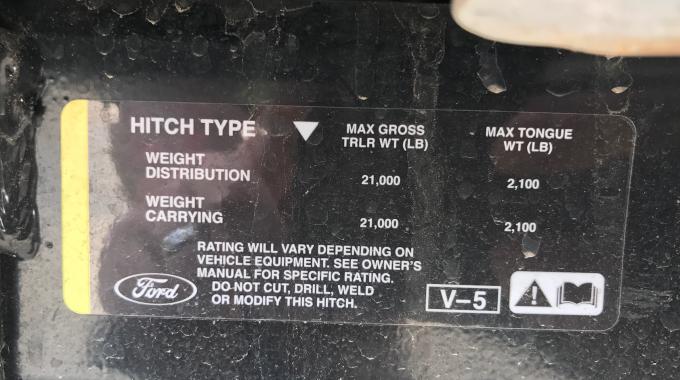 HITCH TYPE MAX GROSS TRLR WT (LB) MAX TONGUE WT (LB)
WEIGHT DISTRIBUTION 21,000 2,100
WEIGHT CARRYING 21,000 2,100
RATING WILL VARY DEPENDING ON
VEHICLE EQUIPMENT. SEE OWNER'S
MANUAL FOR SPECIFIC RATING.
DO NOT CUT, DRILL, WELD
OR MODIFY THIS HITCH.
Ford
V-5